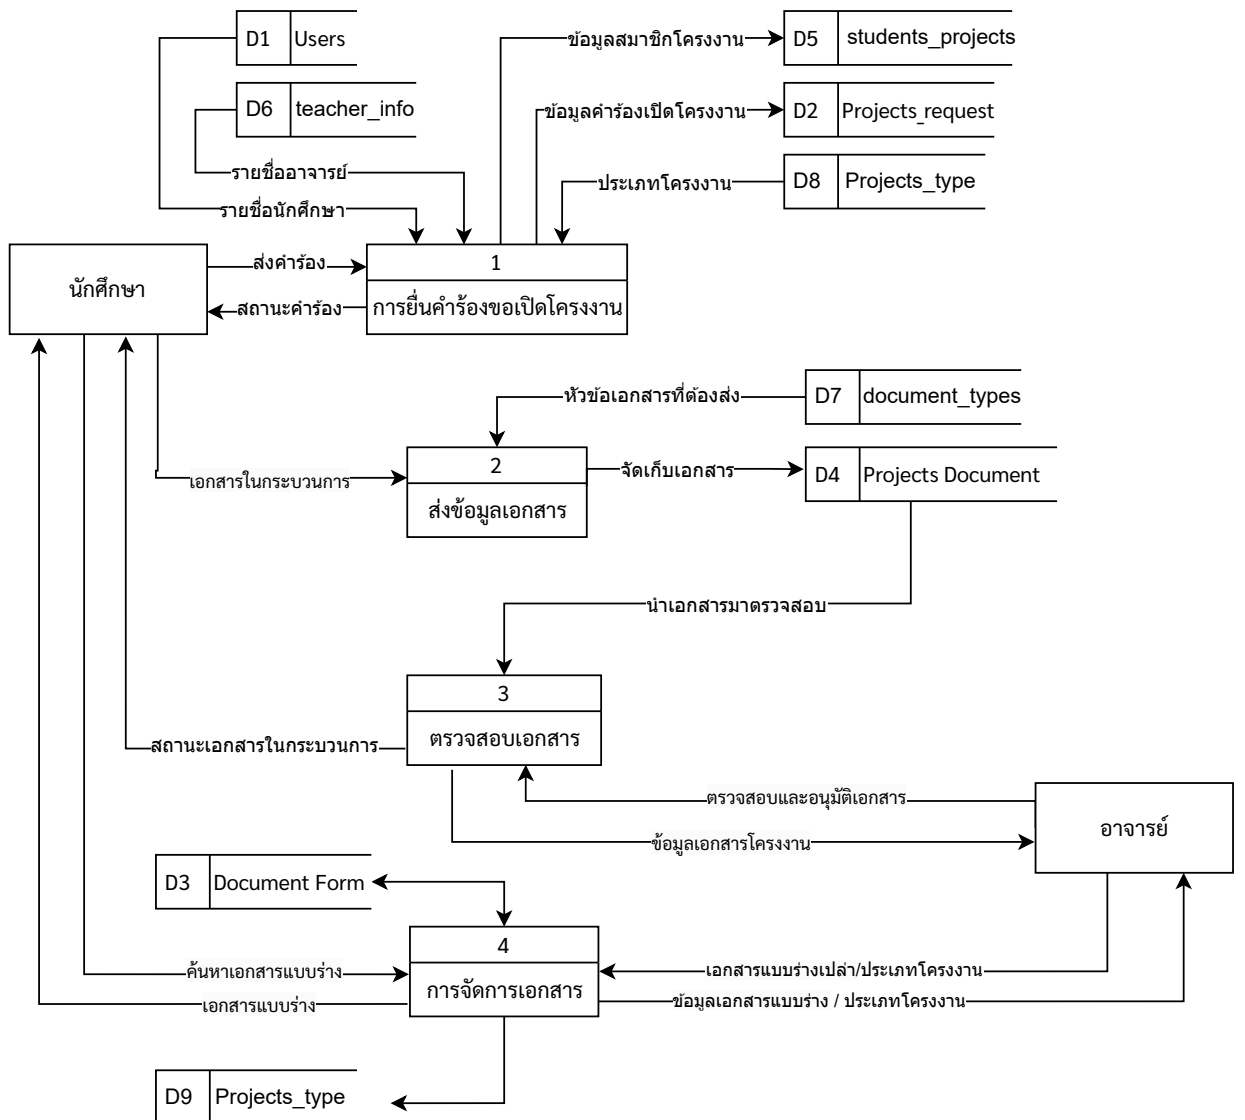 D1 Users
ข้อมูลสมาชิกโครงงาน
D5 students_projects
D6 teacher_info
ข้อมูลคำร้องเปิดโครงงาน
D2 Projects_request
รายชื่ออาจารย์
ประเภทโครงงาน
D8 Projects_type
รายชื่อนักศึกษา
นักศึกษา
ส่งคำร้อง
สถานะคำร้อง
1
การยื่นคำร้องขอเปิดโครงงาน
หัวข้อเอกสารที่ต้องส่ง
D7 document_types
เอกสารในกระบวนการ
2
ส่งข้อมูลเอกสาร
จัดเก็บเอกสาร
D4 Projects Document
นำเอกสารมาตรวจสอบ
3
ตรวจสอบเอกสาร
สถานะเอกสารในกระบวนการ
ตรวจสอบและอนุมัติเอกสาร
ข้อมูลเอกสารโครงงาน
อาจารย์
D3 Document Form
4
การจัดการเอกสาร
ค้นหาเอกสารแบบร่าง
เอกสารแบบร่าง
เอกสารแบบร่างเปล่า/ประเภทโครงงาน
ข้อมูลเอกสารแบบร่าง / ประเภทโครงงาน
D9 Projects_type